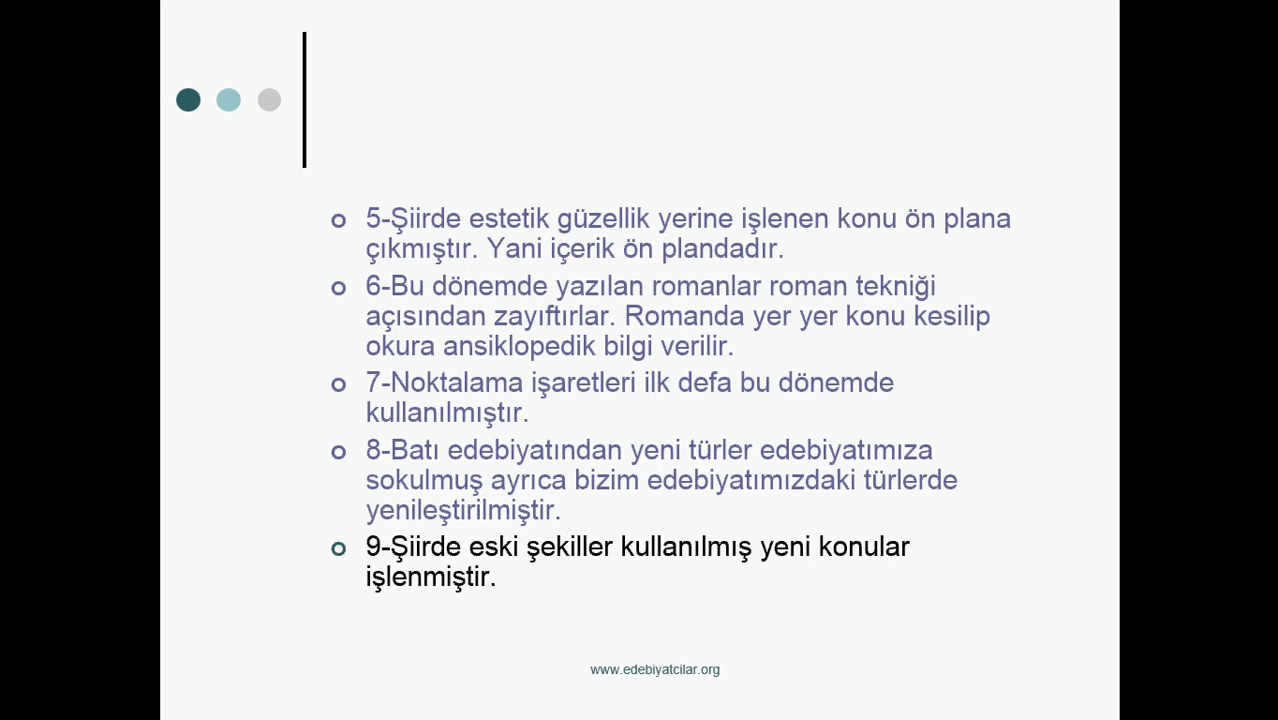 5-Şiirde estetik güzellik yerine işlenen konu ön plana
çıkmıştır. Yani içerik ön plandadır.
6-Bu dönemde yazılan romanlar roman tekniği
açısından zayıftırlar. Romanda yer yer konu kesilip
okura ansiklopedik bilgi verilir.
7-Noktalama işaretleri ilk defa bu dönemde
kullanılmıştır.
8-Batı edebiyatından yeni türler edebiyatımıza
sokulmuş ayrıca bizim edebiyatımızdaki türlerde
yenileştirilmiştir.
9-Şiirde eski şekiller kullanılmış yeni konular
işlenmiştir.
www.edebiyatcilar.org